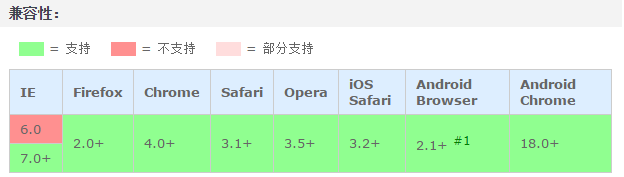 兼容性：
= 支持 = 不支持 = 部分支持
IE Firefox Chrome Safari Opera iOS Safari Android Browser Android Chrome
6.0 2.0+ 4.0+ 3.1+ 3.5+ 3.2+ 2.1+ #1 18.0+
7.0+